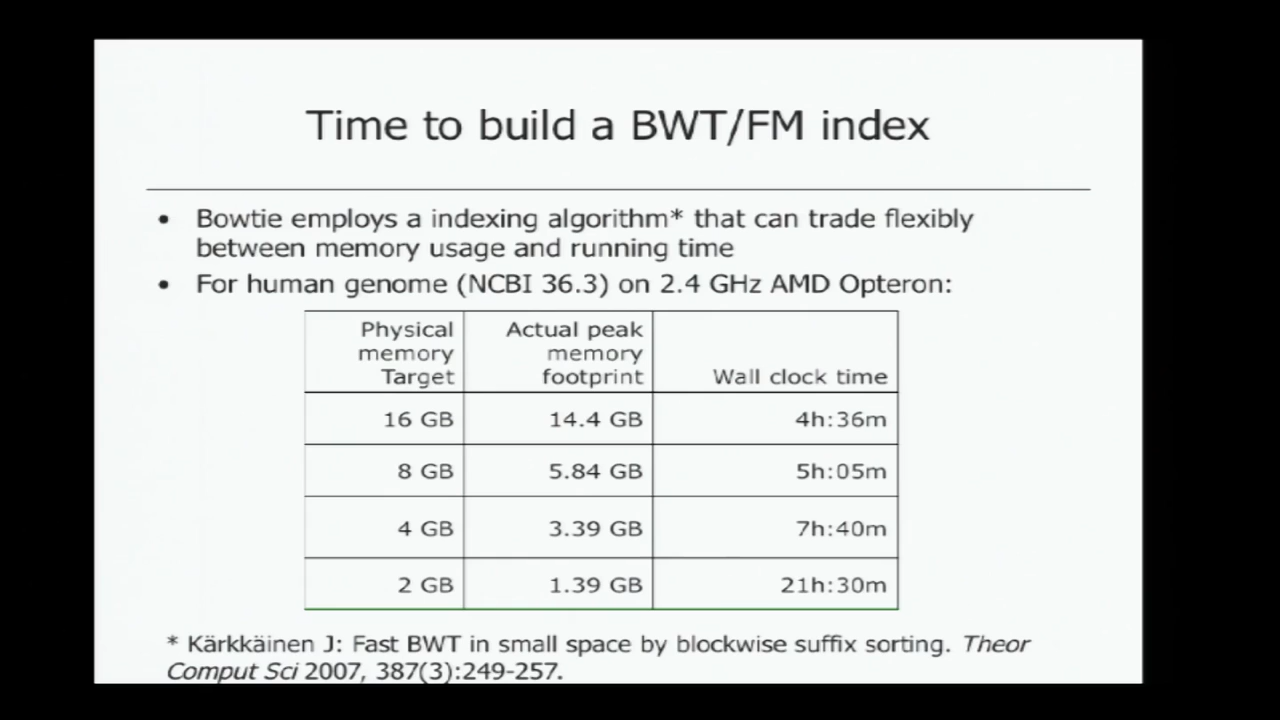 Time to build a BWT/FM index
• Bowtie employs a indexing algorithm* that can trade flexibly
between memory usage and running time
• For human genome (NCBI 36.3) on 2.4 GHz AMD Opteron:
Physical memory Target | Actual peak memory footprint | Wall clock time
16 GB | 14.4 GB | 4h:36m
8 GB | 5.84 GB | 5h:05m
4 GB | 3.39 GB | 7h:40m
2 GB | 1.39 GB | 21h:30m
* Kärkkäinen J: Fast BWT in small space by blockwise suffix sorting. Theor
Comput Sci 2007, 387(3):249-257.